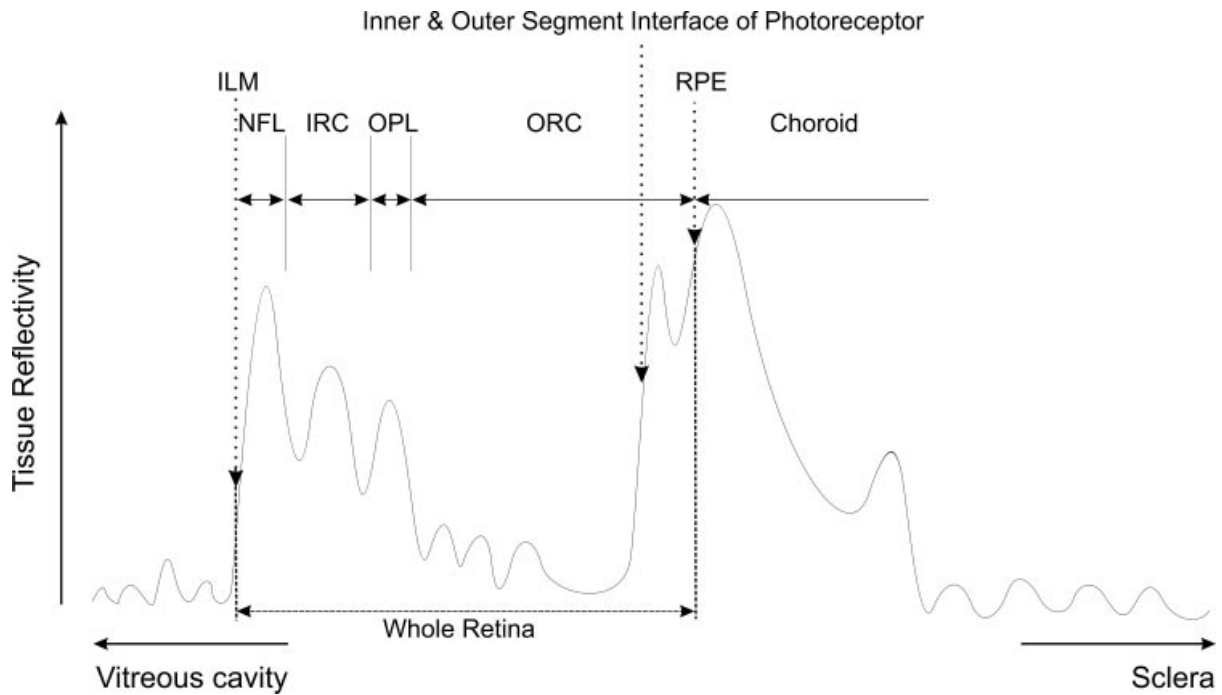 Inner & Outer Segment Interface of Photoreceptor
ILM
RPE
NFL
IRC
OPL
ORC
Choroid
Tissue Reflectivity
Whole Retina
Vitreous cavity
Sclera